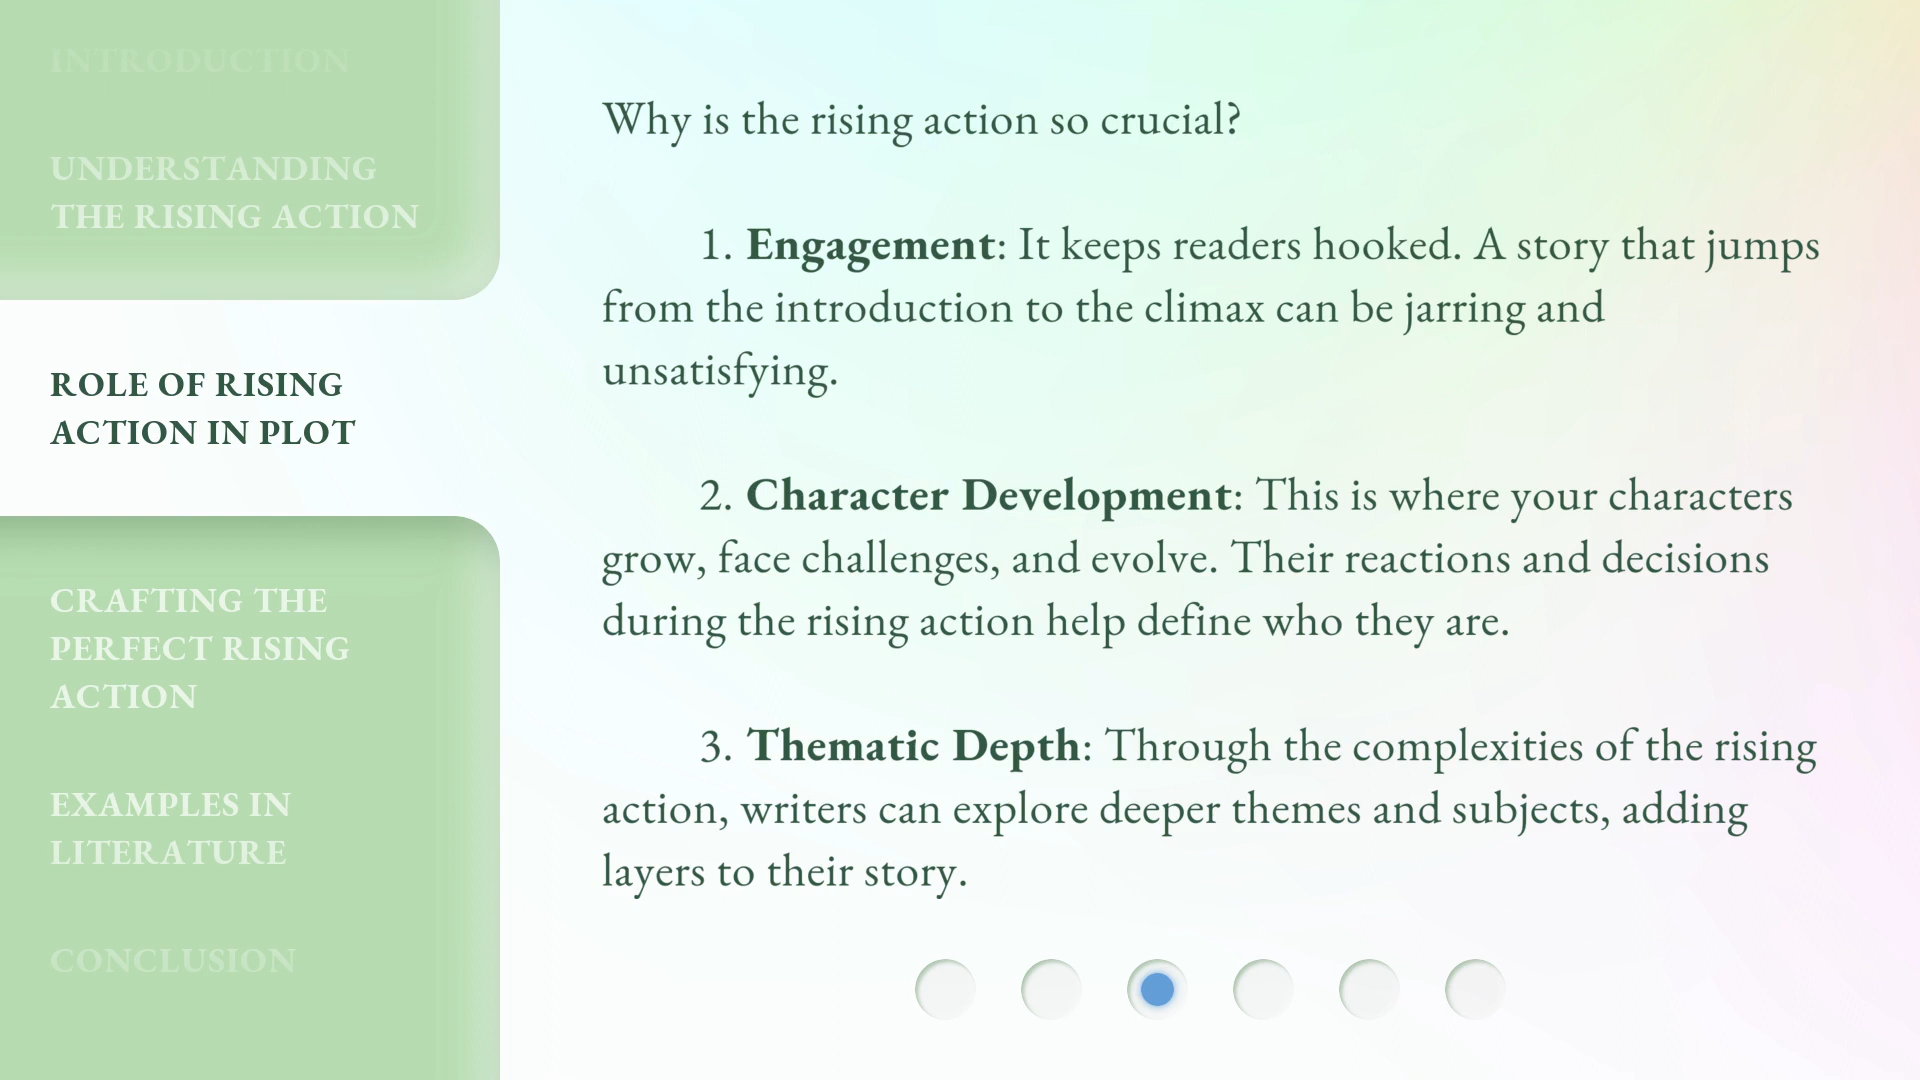 INTRODUCTION
UNDERSTANDING
THE RISING ACTION
ROLE OF RISING
ACTION IN PLOT
CRAFTING THE
PERFECT RISING
ACTION
EXAMPLES IN
LITERATURE
CONCLUSION
Why is the rising action so crucial?
1. Engagement: It keeps readers hooked. A story that jumps
from the introduction to the climax can be jarring and
unsatisfying.
2. Character Development: This is where your characters
grow, face challenges, and evolve. Their reactions and decisions
during the rising action help define who they are.
3. Thematic Depth: Through the complexities of the rising
action, writers can explore deeper themes and subjects, adding
layers to their story.